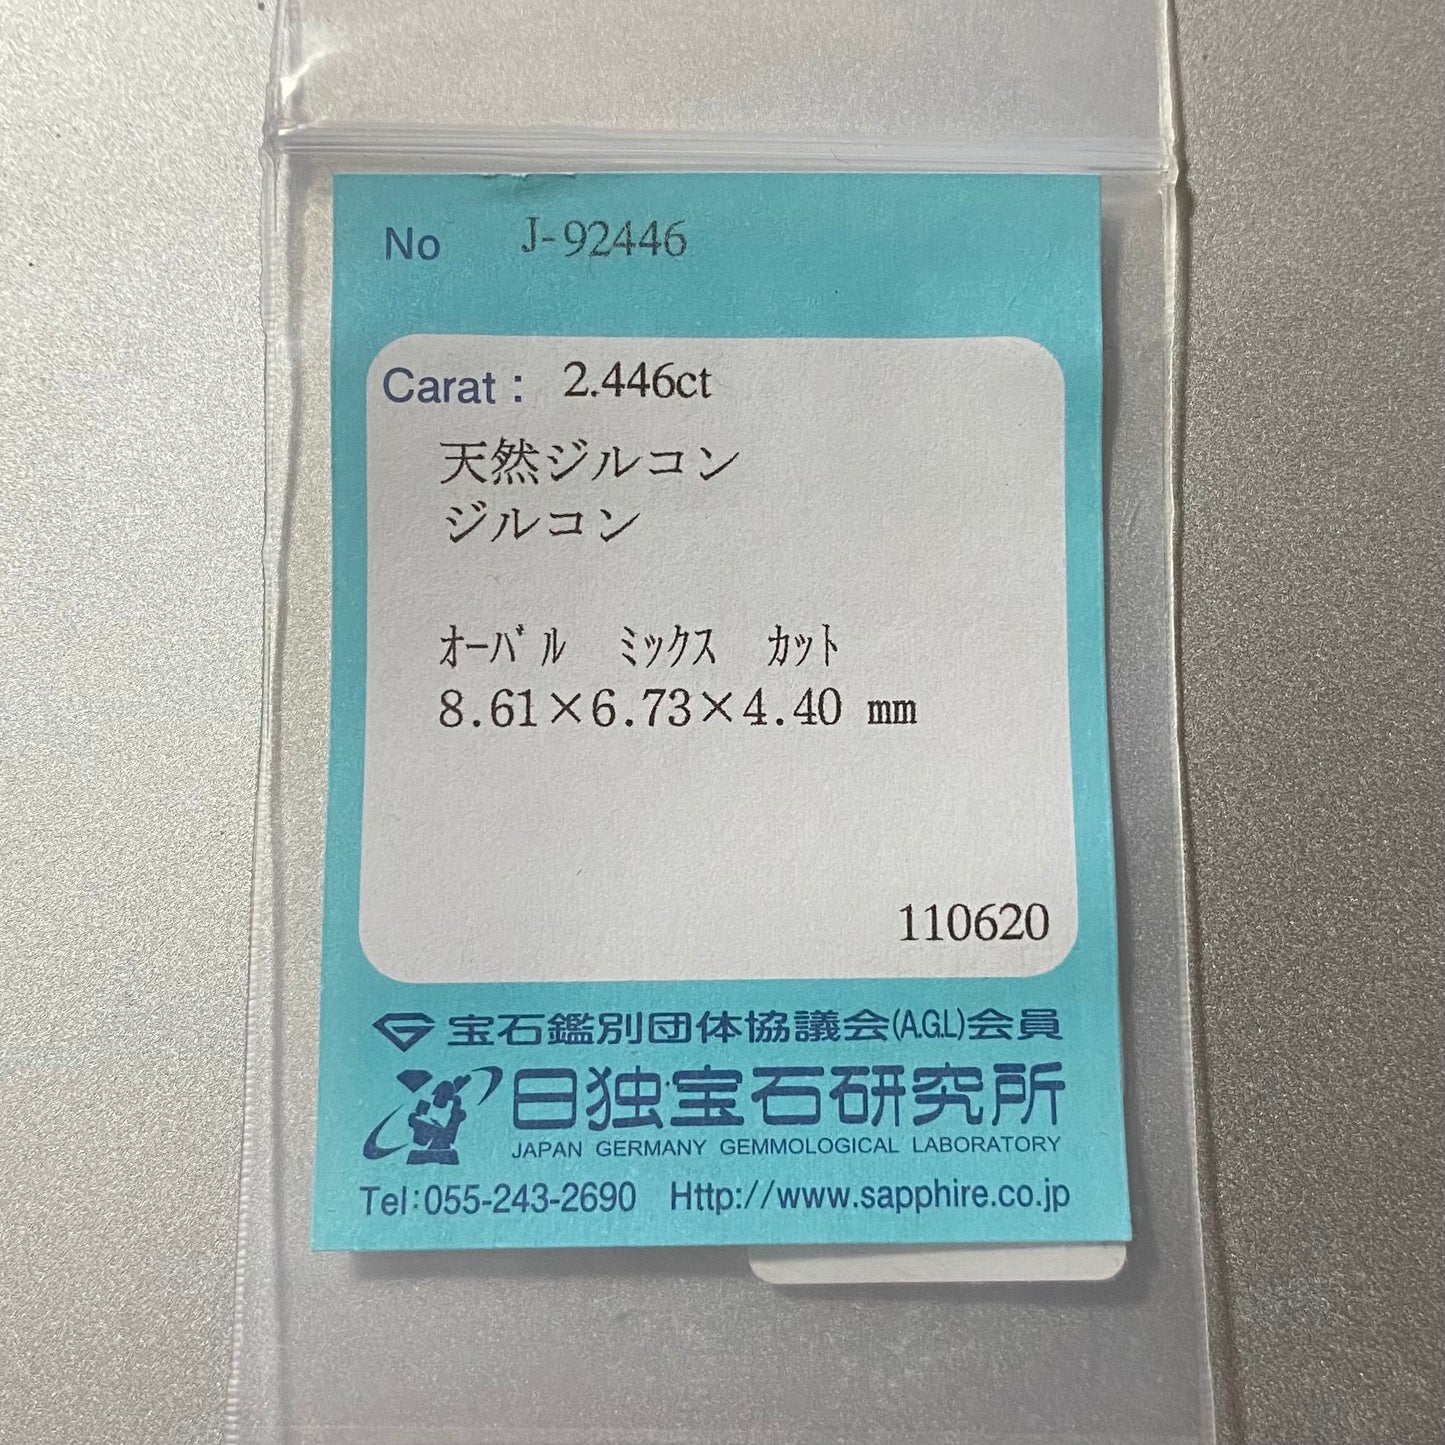 No J-92446
Carat : 2.446ct
天然ジルコン
ジルコン
ｵｰﾊﾞﾙ ﾐｯｸｽ ｶｯﾄ
8.61×6.73×4.40 mm
110620
宝石鑑別団体協議会(A.G.L)会員
日独宝石研究所
JAPAN GERMANY GEMMOLOGICAL LABORATORY
Tel:055-243-2690 Http://www.sapphire.co.jp